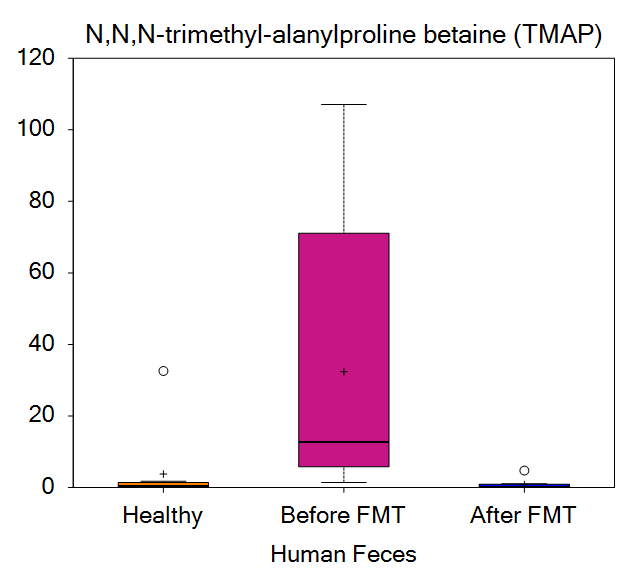 N,N,N-trimethyl-alanylproline betaine (TMAP)
120
100
80
60
40
20
0
Healthy Before FMT After FMT
Human Feces